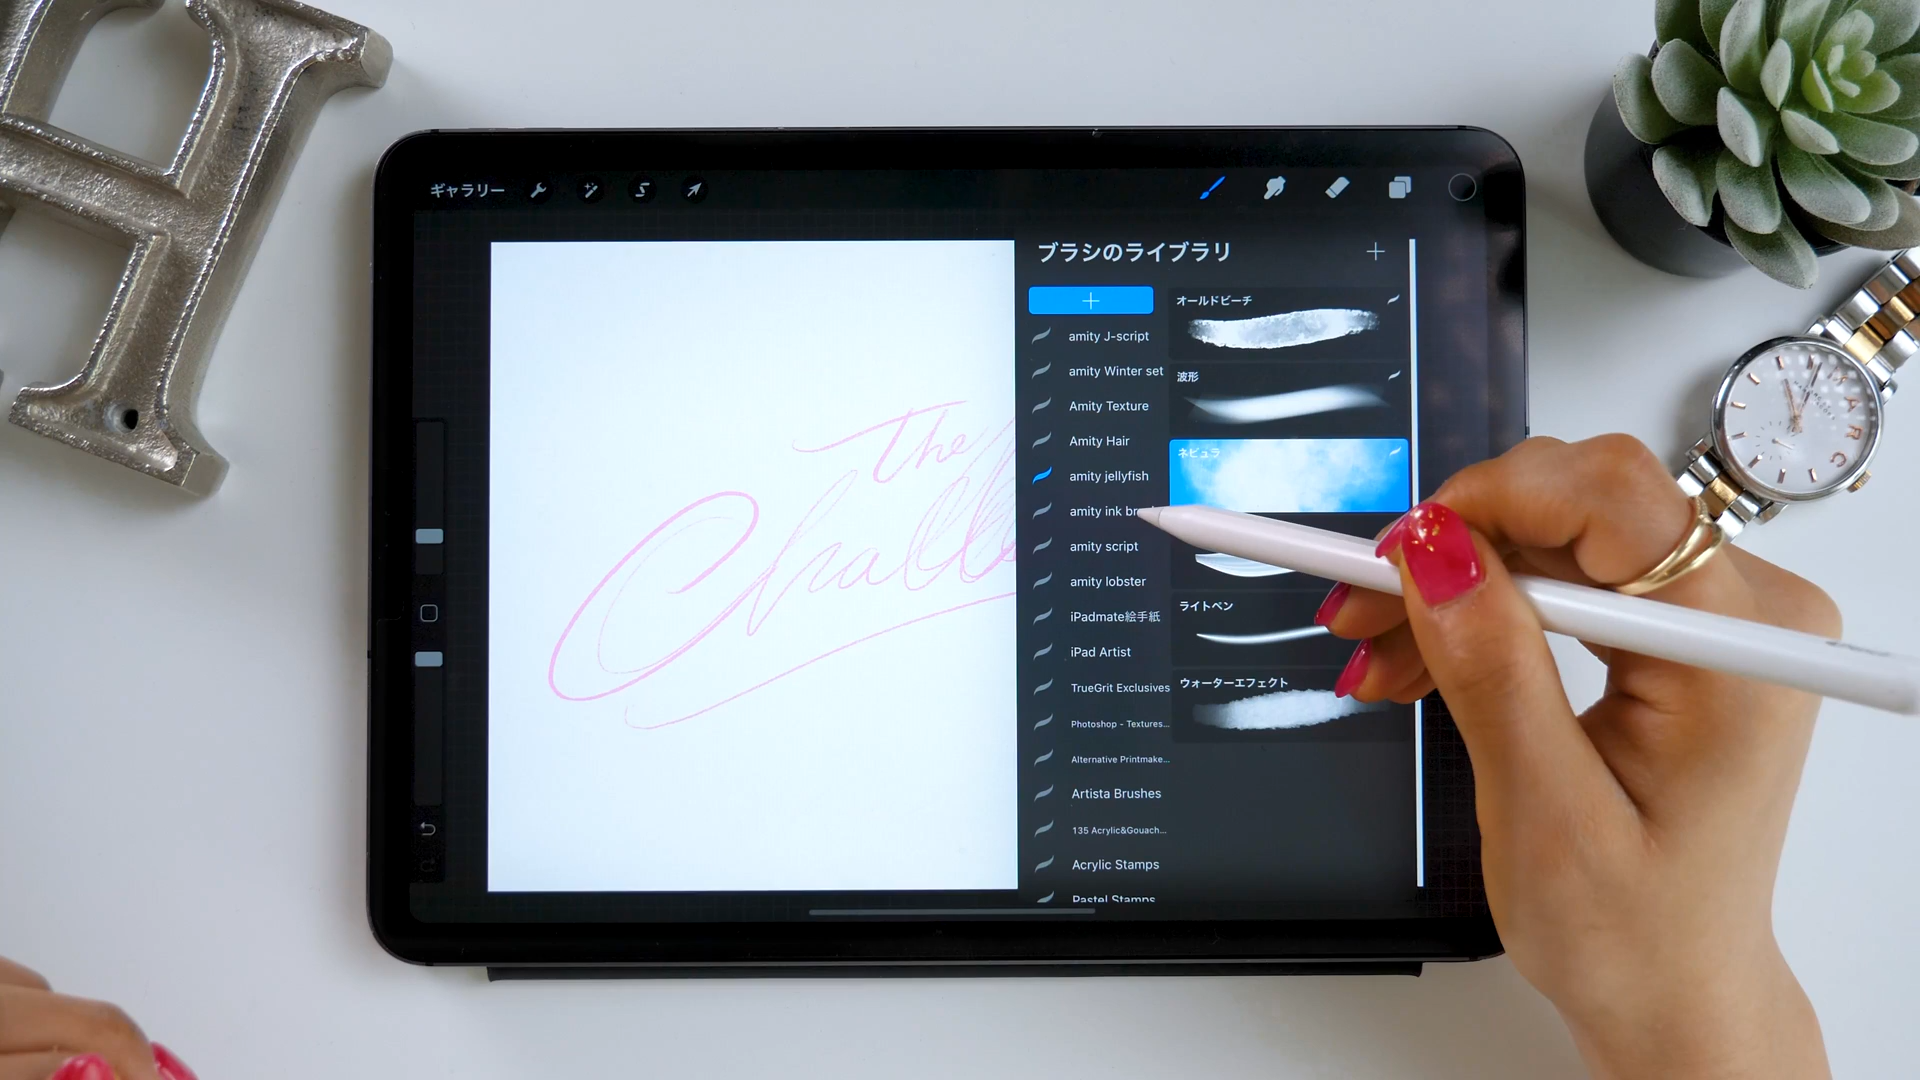 ギャラリー
ブラシのライブラリ
amity J-script
amity Winter set
Amity Texture
Amity Hair
amity jellyfish
amity ink br
amity script
amity lobster
iPadmate絵手紙
iPad Artist
TrueGrit Exclusives
Photoshop - Textures...
Alternative Printmake...
Artista Brushes
135 Acrylic&Gouach...
Acrylic Stamps
Pastel Stamps
オールドビーチ
波形
ネビュラ
ライトペン
ウォーターエフェクト
The
Chall